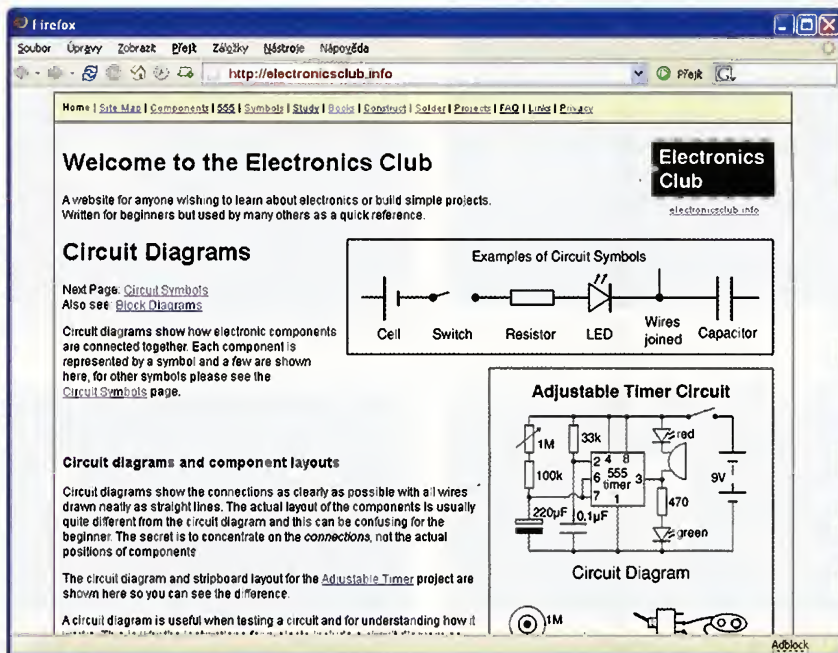 Firefox
Soubor Úpravy Zobrazit Přejít Záložky Nástroje Nápověda
http://electronicsclub.info Přejít
Home | Site Map | Components | 555 | Symbols | Study | Books | Construct | Solder | Projects | FAQ | Links | Privacy
Welcome to the Electronics Club
Electronics
Club
electronicsclub.info
A website for anyone wishing to learn about electronics or build simple projects.
Written for beginners but used by many others as a quick reference.
Circuit Diagrams
Next Page: Circuit Symbols
Also see: Block Diagrams
Circuit diagrams show how electronic components
are connected together. Each component is
represented by a symbol and a few are shown
here, for other symbols please see the
Circuit Symbols page.
Examples of Circuit Symbols
Cell Switch Resistor LED Wires joined Capacitor
Circuit diagrams and component layouts
Circuit diagrams show the connections as clearly as possible with all wires
drawn neatly as straight lines. The actual layout of the components is usually
quite different from the circuit diagram and this can be confusing for the
beginner. The secret is to concentrate on the connections, not the actual
positions of components
The circuit diagram and stripboard layout for the Adjustable Timer project are
shown here so you can see the difference.
A circuit diagram is useful when testing a circuit and for understanding how it
Adjustable Timer Circuit
1M 33k 4 8 red
100k 2 6 7 555 timer 3 1 9V
220µF 0.1µF 470
green
Circuit Diagram
1M
Adblock